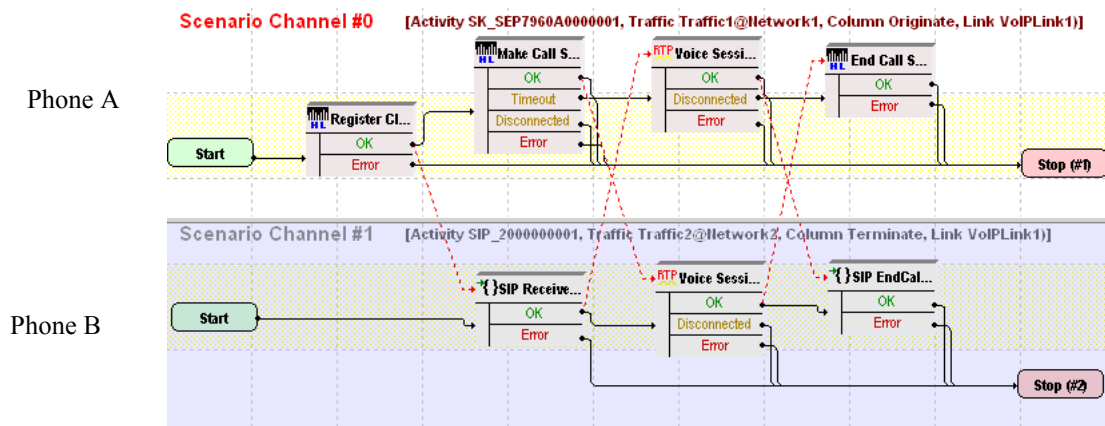 Scenario Channel #0 [Activity SK_SEP7960A0000001, Traffic Traffic1@Network1, Column Originate, Link VoIPLink1)]
Phone A
Start
HL Register Cl...
OK
Error
HL Make Call S...
OK
Timeout
Disconnected
Error
RTP Voice Sessi...
OK
Disconnected
Error
HL End Call S...
OK
Error
Stop (#1)
Scenario Channel #1 [Activity SIP_2000000001, Traffic Traffic2@Network2, Column Terminate, Link VoIPLink1)]
Phone B
Start
{} SIP Receive...
OK
Error
RTP Voice Sessi...
OK
Disconnected
Error
{} SIP EndCal...
OK
Error
Stop (#2)